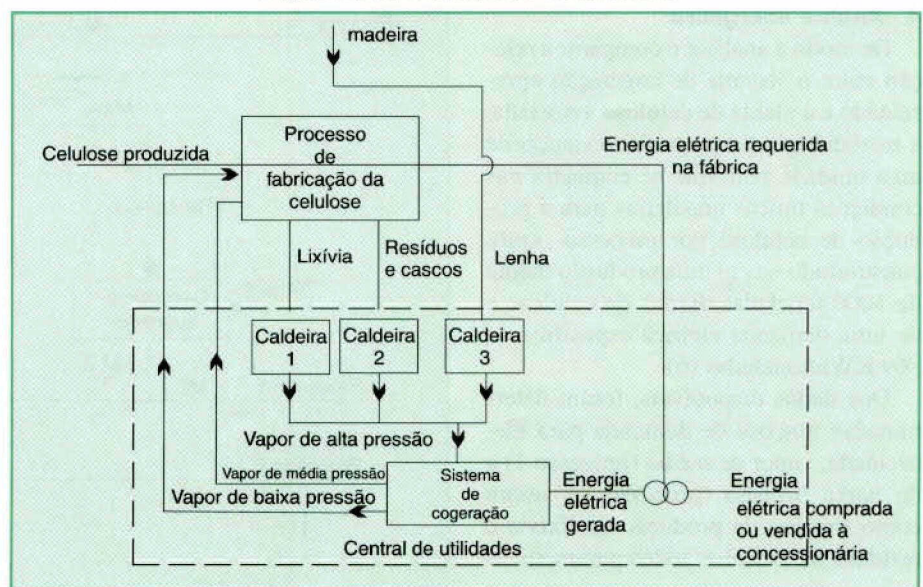 madeira
Processo
de
fabricação da
celulose
Celulose produzida
Energia elétrica requerida
na fábrica
Lixívia
Resíduos
e cascos
Lenha
Caldeira
1
Caldeira
2
Caldeira
3
Vapor de alta pressão
Vapor de média pressão
Vapor de baixa pressão
Sistema
de
cogeração
Energia
elétrica
gerada
Energia
elétrica comprada
ou vendida à
concessionária
Central de utilidades